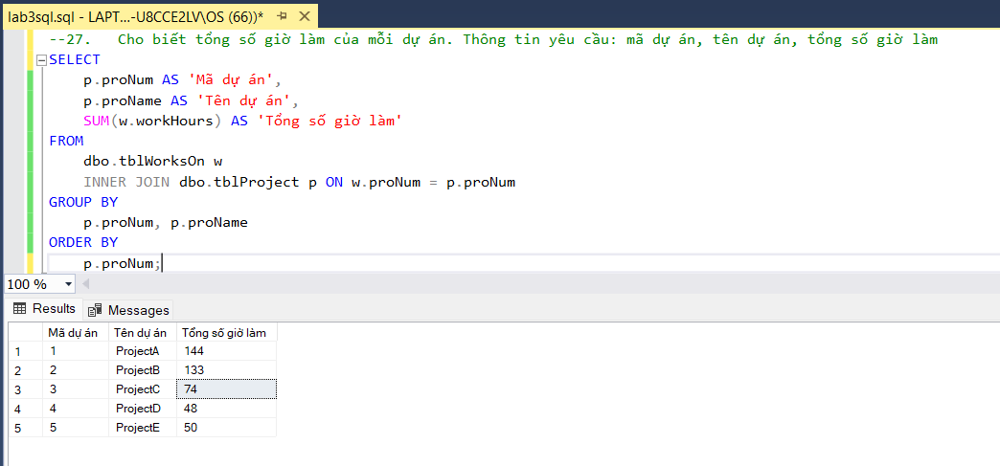 lab3sql.sql - LAPT...-U8CCE2LV\OS (66))*
--27. Cho biết tổng số giờ làm của mỗi dự án. Thông tin yêu cầu: mã dự án, tên dự án, tổng số giờ làm
SELECT
p.proNum AS 'Mã dự án',
p.proName AS 'Tên dự án',
SUM(w.workHours) AS 'Tổng số giờ làm'
FROM
dbo.tblWorksOn w
INNER JOIN dbo.tblProject p ON w.proNum = p.proNum
GROUP BY
p.proNum, p.proName
ORDER BY
p.proNum;
100 %
Results Messages
Mã dự án Tên dự án Tổng số giờ làm
1 1 ProjectA 144
2 2 ProjectB 133
3 3 ProjectC 74
4 4 ProjectD 48
5 5 ProjectE 50